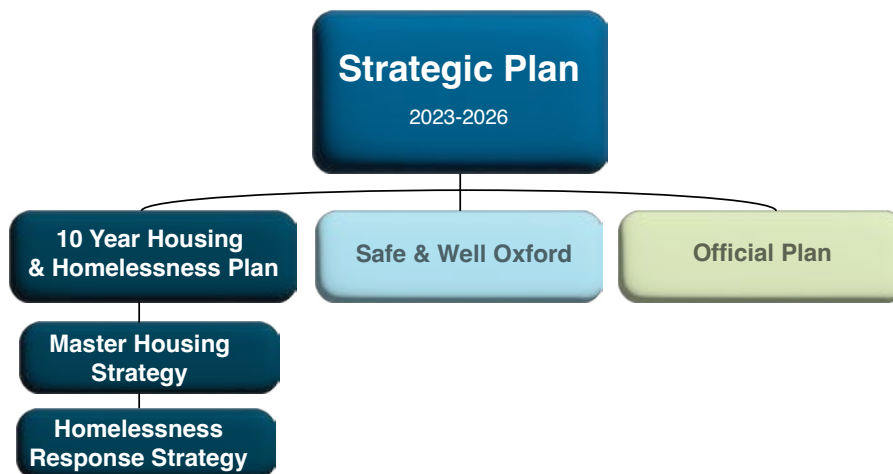 Strategic Plan
2023-2026
10 Year Housing
& Homelessness Plan
Safe & Well Oxford
Official Plan
Master Housing
Strategy
Homelessness
Response Strategy